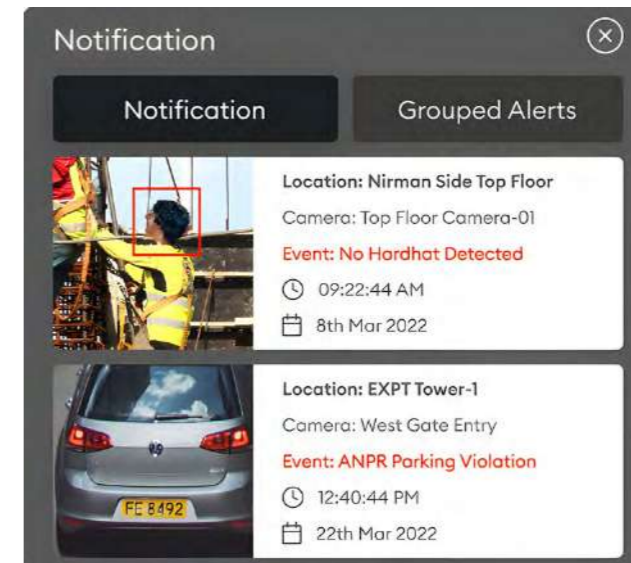 Notification
Notification
Grouped Alerts
Location: Nirman Side Top Floor
Camera: Top Floor Camera-01
Event: No Hardhat Detected
09:22:44 AM
8th Mar 2022
FE 8492
Location: EXPT Tower-1
Camera: West Gate Entry
Event: ANPR Parking Violation
12:40:44 PM
22th Mar 2022